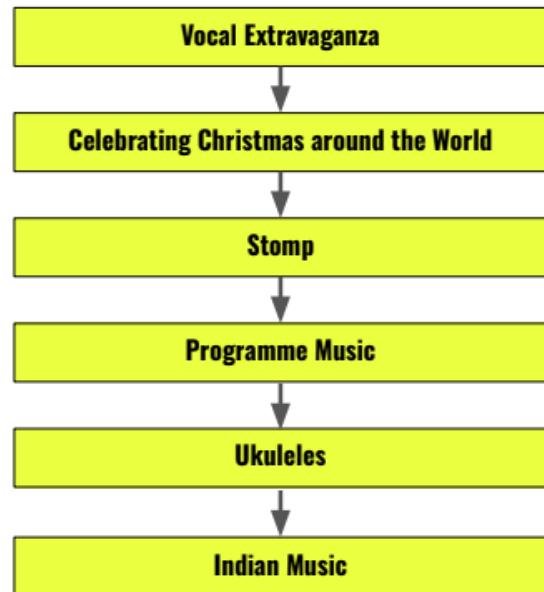 Vocal Extravaganza
Celebrating Christmas around the World
Stomp
Programme Music
Ukuleles
Indian Music